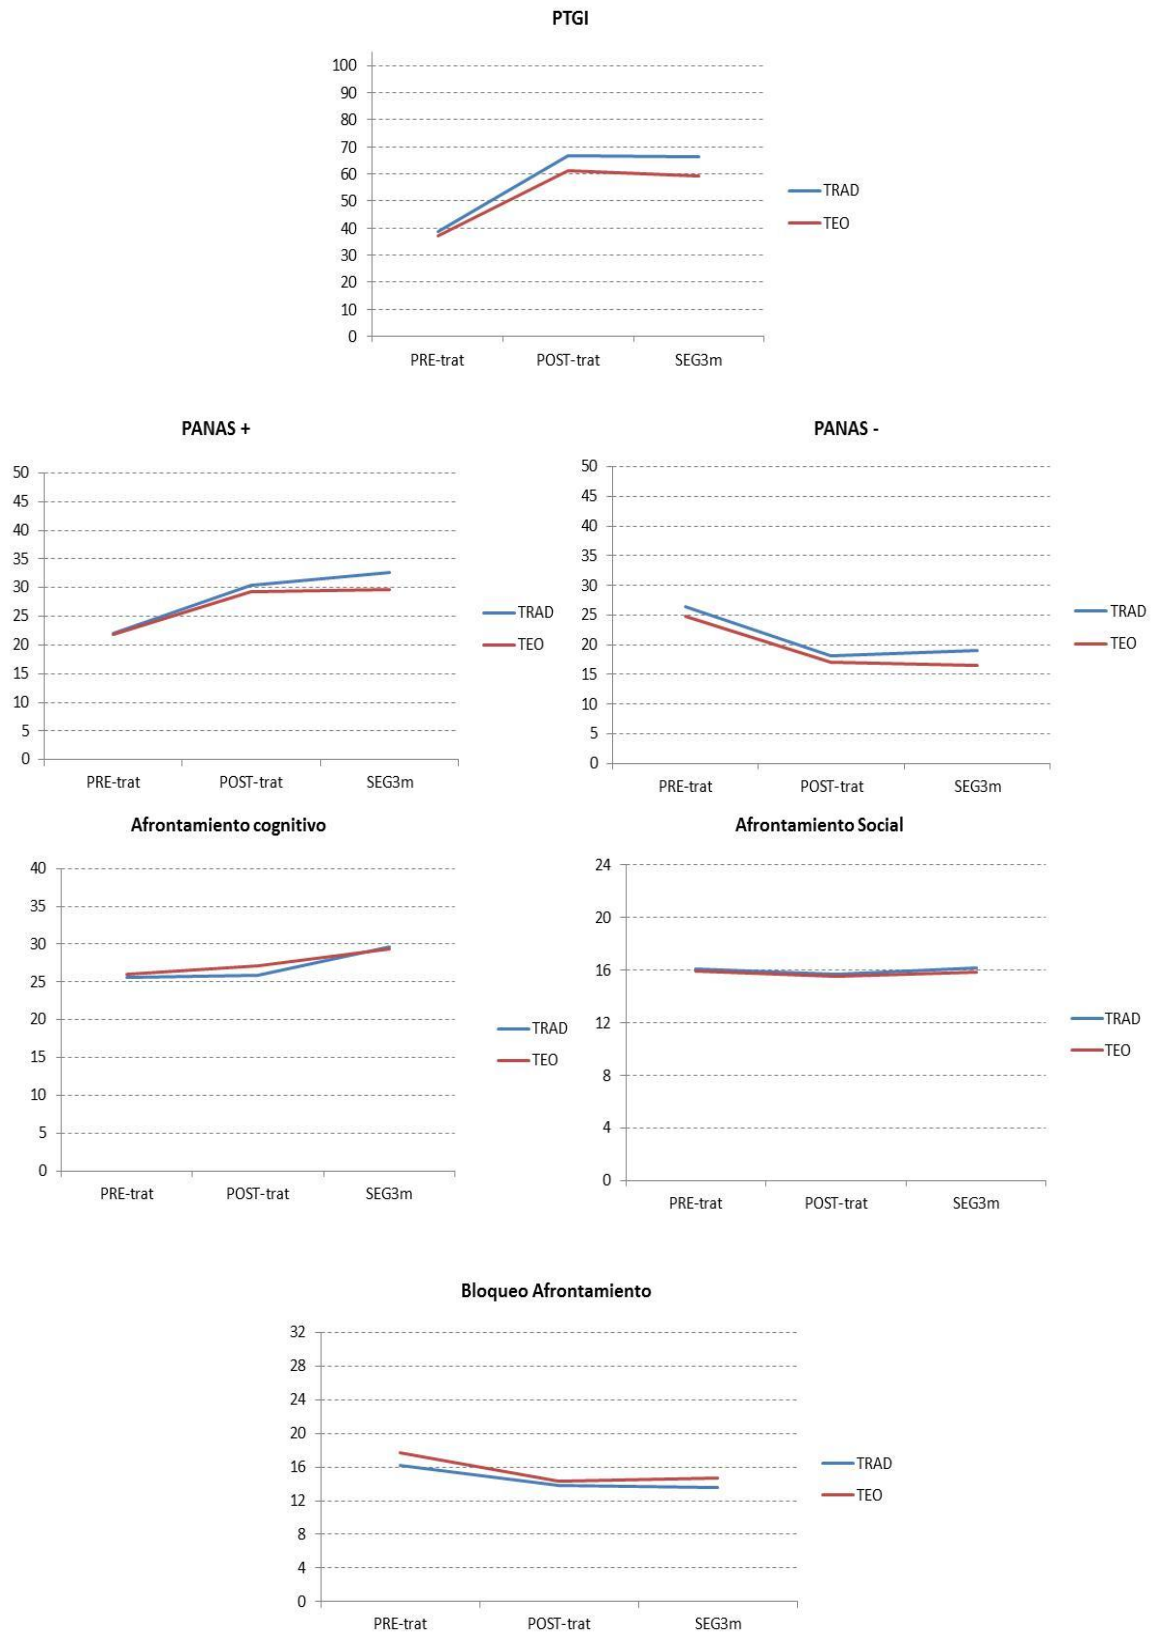 PTGI
100
90
80
70
60
50
40
30
20
10
0
PRE-trat POST-trat SEG3m
TRAD
TEO
PANAS +
50
45
40
35
30
25
20
15
10
5
0
PRE-trat POST-trat SEG3m
TRAD
TEO
PANAS -
50
45
40
35
30
25
20
15
10
5
0
PRE-trat POST-trat SEG3m
TRAD
TEO
Afrontamiento cognitivo
40
35
30
25
20
15
10
5
0
PRE-trat POST-trat SEG3m
TRAD
TEO
Afrontamiento Social
24
20
16
12
8
4
0
PRE-trat POST-trat SEG3m
TRAD
TEO
Bloqueo Afrontamiento
32
28
24
20
16
12
8
4
0
PRE-trat POST-trat SEG3m
TRAD
TEO